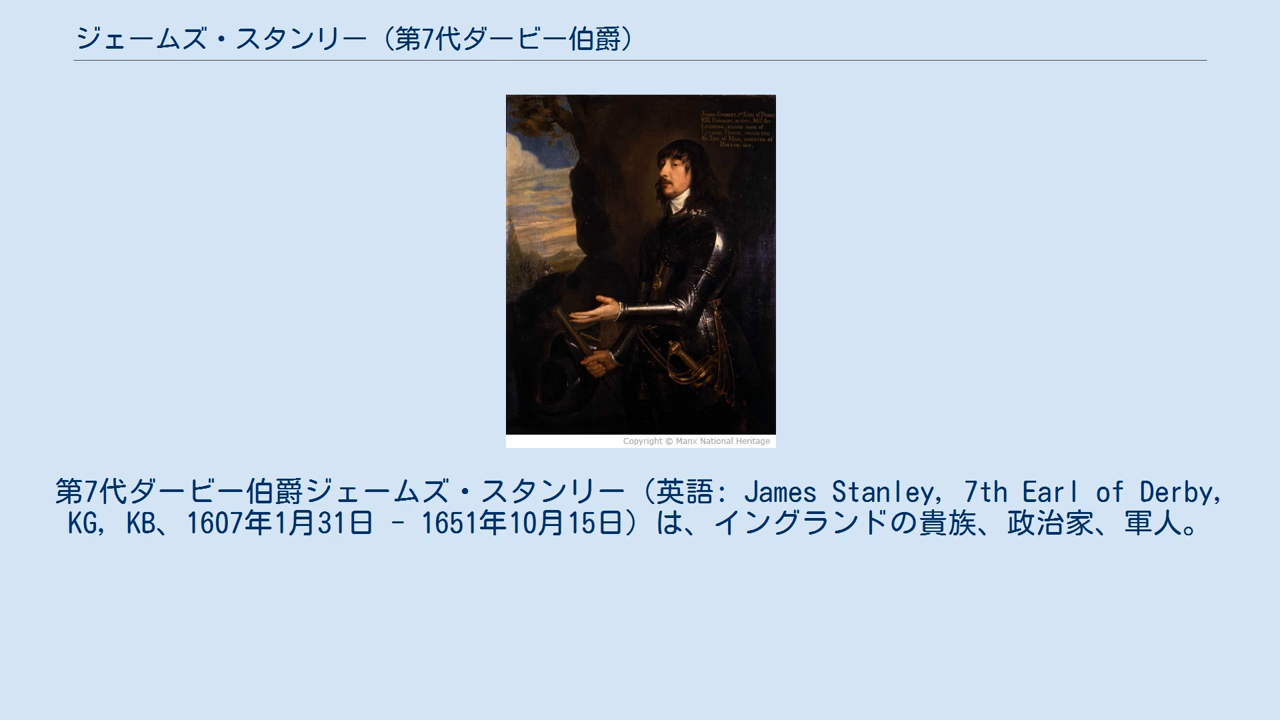 ジェームズ・スタンリー（第7代ダービー伯爵）
Copyright © Manx National Heritage
第7代ダービー伯爵ジェームズ・スタンリー（英語: James Stanley, 7th Earl of Derby,
KG, KB、1607年1月31日 - 1651年10月15日）は、イングランドの貴族、政治家、軍人。